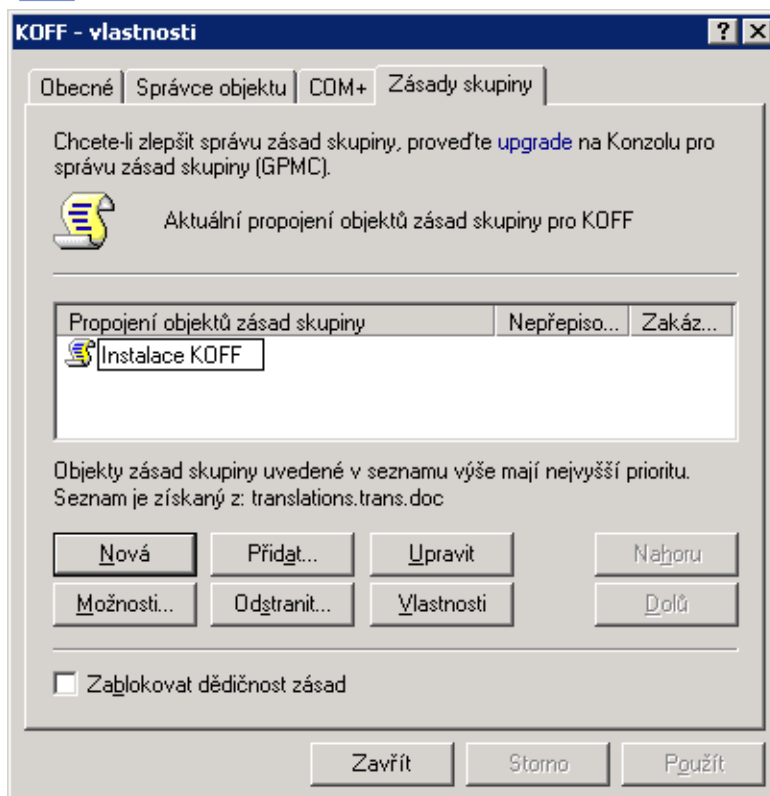 KOFF - vlastnosti
Obecné Správce objektu COM+ Zásady skupiny
Chcete-li zlepšit správu zásad skupiny, proveďte upgrade na Konzolu pro
správu zásad skupiny (GPMC).
Aktuální propojení objektů zásad skupiny pro KOFF
Propojení objektů zásad skupiny Nepřepiso... Zakáz...
Instalace KOFF
Objekty zásad skupiny uvedené v seznamu výše mají nejvyšší prioritu.
Seznam je získaný z: translations.trans.doc
Nová Přidat... Upravit Nahoru
Možnosti... Odstranit... Vlastnosti Dolů
Zablokovat dědičnost zásad
Zavřít Storno Použít